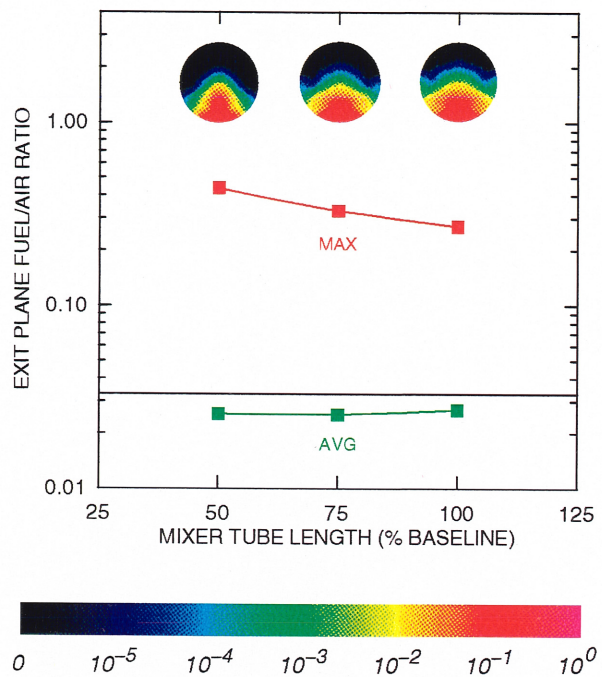 EXIT PLANE FUEL/AIR RATIO
1.00
0.10
0.01
MAX
AVG
25 50 75 100 125
MIXER TUBE LENGTH (% BASELINE)
0 10⁻⁵ 10⁻⁴ 10⁻³ 10⁻² 10⁻¹ 10⁰